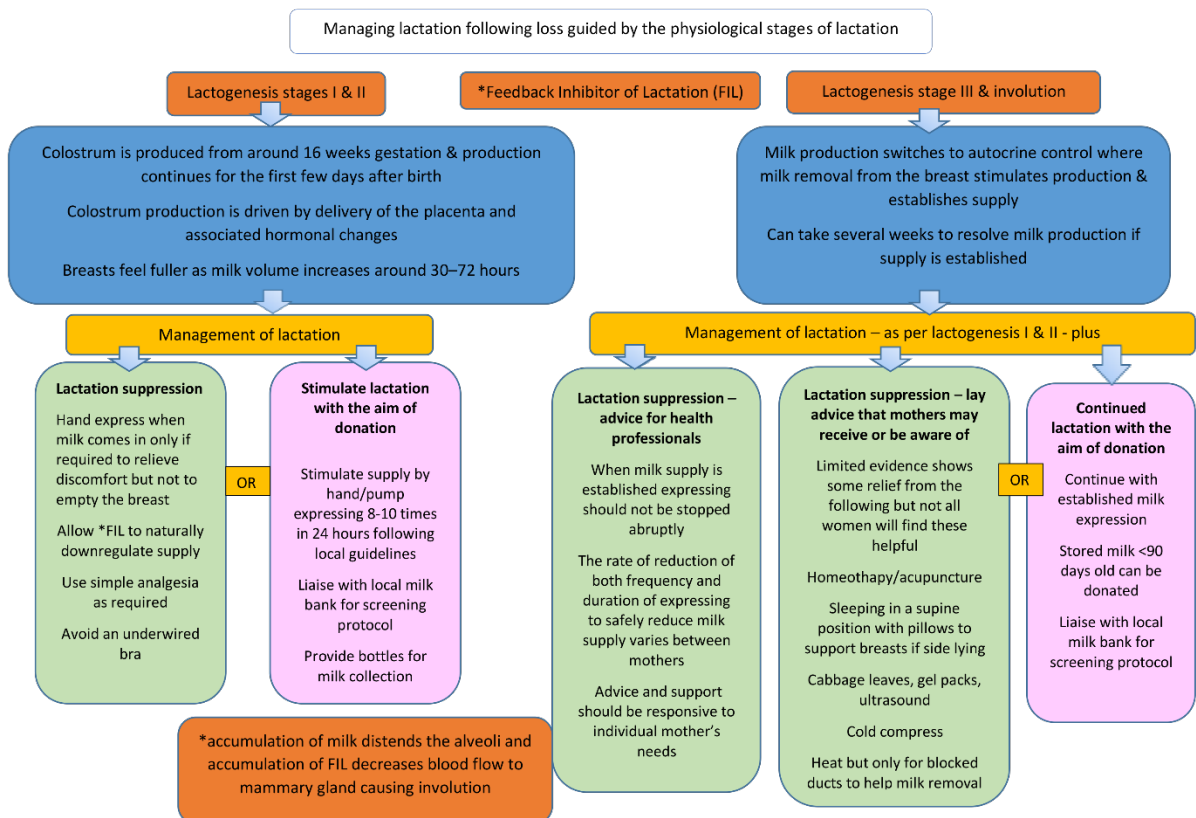 Managing lactation following loss guided by the physiological stages of lactation
Lactogenesis stages I & II
*Feedback Inhibitor of Lactation (FIL)
Lactogenesis stage III & involution
Colostrum is produced from around 16 weeks gestation & production
continues for the first few days after birth
Colostrum production is driven by delivery of the placenta and
associated hormonal changes
Breasts feel fuller as milk volume increases around 30–72 hours
Milk production switches to autocrine control where
milk removal from the breast stimulates production &
establishes supply
Can take several weeks to resolve milk production if
supply is established
Management of lactation
Management of lactation – as per lactogenesis I & II - plus
Lactation suppression
Hand express when
milk comes in only if
required to relieve
discomfort but not to
empty the breast
Allow *FIL to naturally
downregulate supply
Use simple analgesia
as required
Avoid an underwired
bra
OR
Stimulate lactation
with the aim of
donation
Stimulate supply by
hand/pump
expressing 8-10 times
in 24 hours following
local guidelines
Liaise with local milk
bank for screening
protocol
Provide bottles for
milk collection
Lactation suppression –
advice for health
professionals
When milk supply is
established expressing
should not be stopped
abruptly
The rate of reduction of
both frequency and
duration of expressing
to safely reduce milk
supply varies between
mothers
Advice and support
should be responsive to
individual mother's
needs
Lactation suppression – lay
advice that mothers may
receive or be aware of
Limited evidence shows
some relief from the
following but not all
women will find these
helpful
Homeothapy/acupuncture
Sleeping in a supine
position with pillows to
support breasts if side lying
Cabbage leaves, gel packs,
ultrasound
Cold compress
Heat but only for blocked
ducts to help milk removal
OR
Continued
lactation with the
aim of donation
Continue with
established milk
expression
Stored milk <90
days old can be
donated
Liaise with local
milk bank for
screening protocol
*accumulation of milk distends the alveoli and
accumulation of FIL decreases blood flow to
mammary gland causing involution